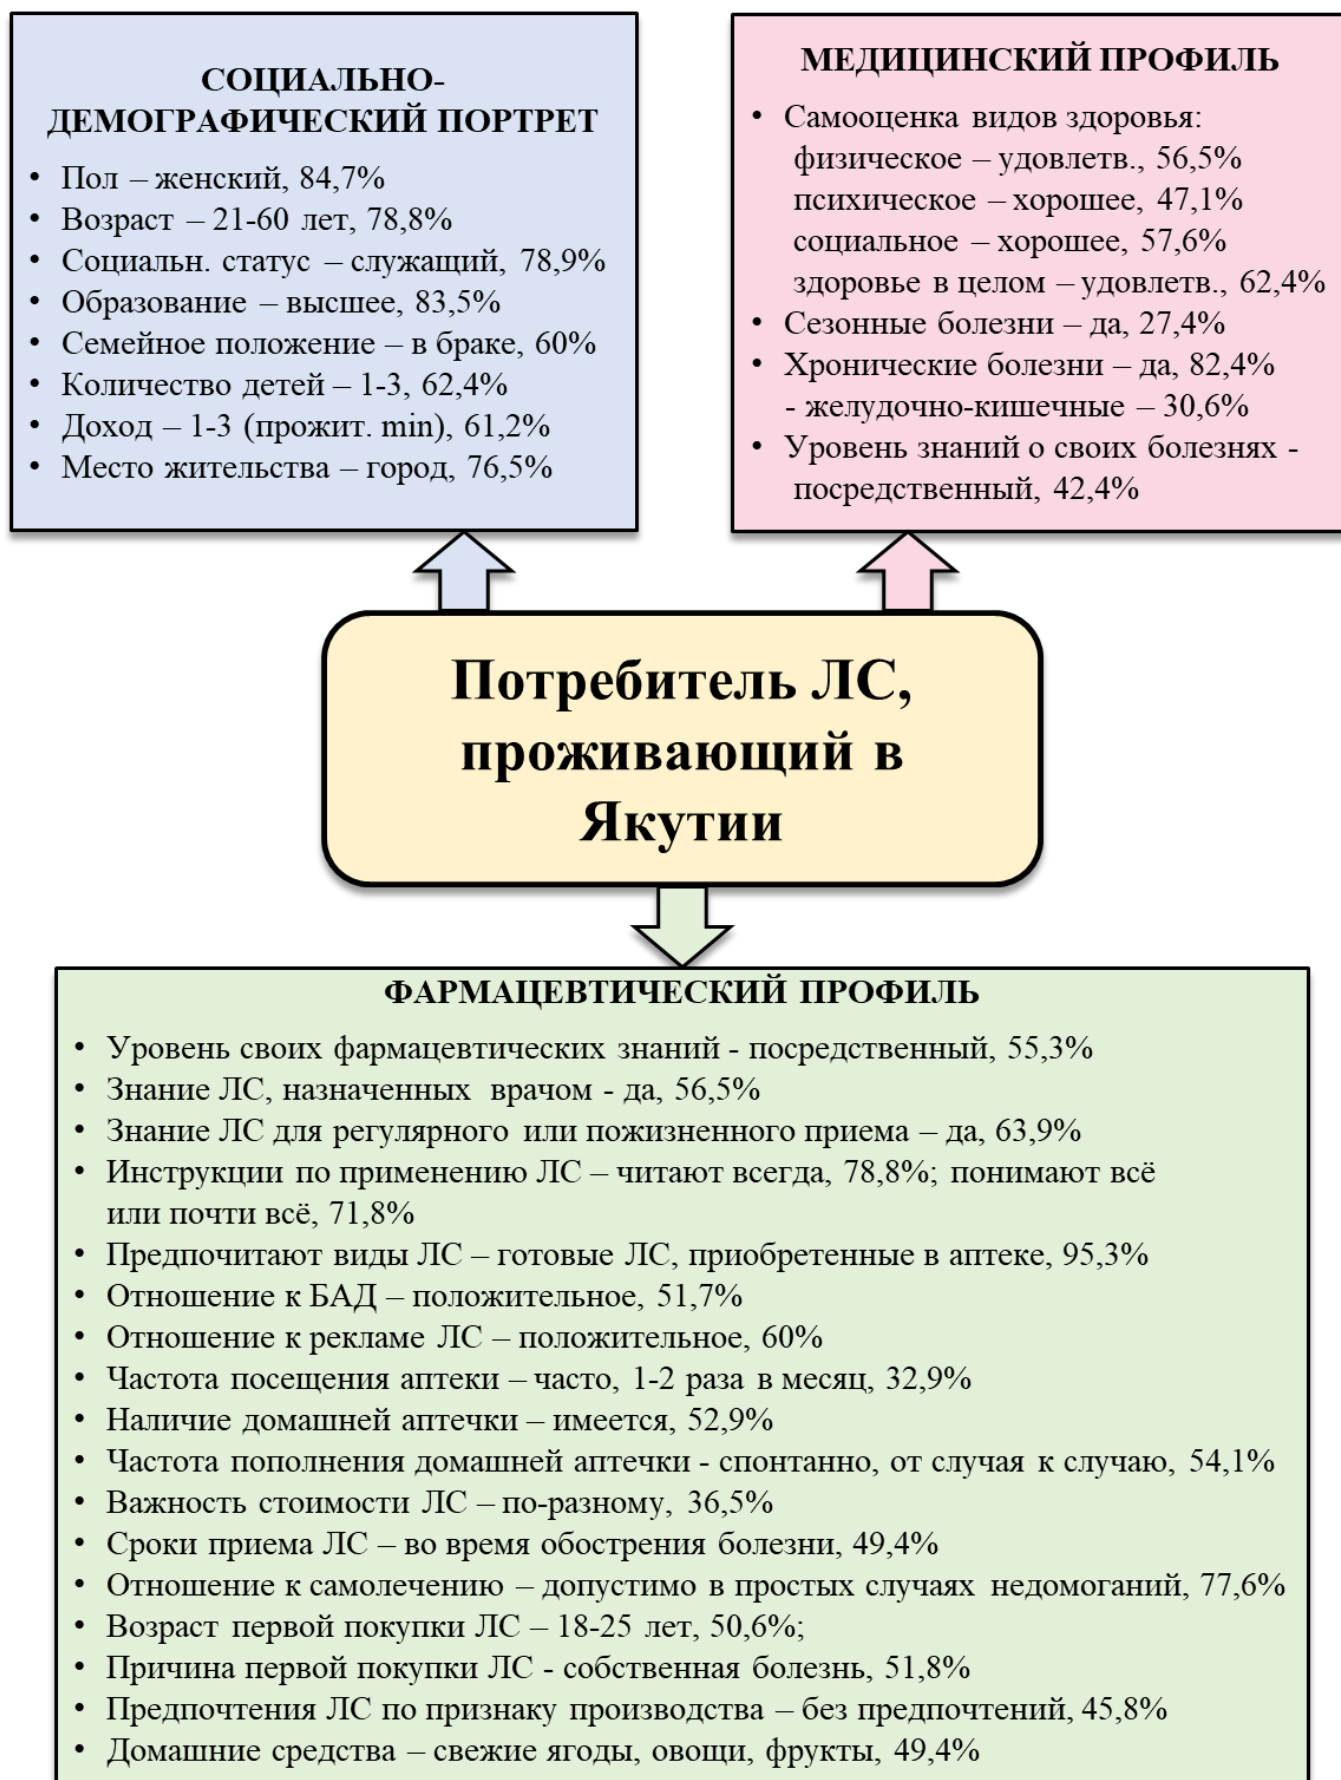 СОЦИАЛЬНО-
ДЕМОГРАФИЧЕСКИЙ ПОРТРЕТ
• Пол – женский, 84,7%
• Возраст – 21-60 лет, 78,8%
• Социальн. статус – служащий, 78,9%
• Образование – высшее, 83,5%
• Семейное положение – в браке, 60%
• Количество детей – 1-3, 62,4%
• Доход – 1-3 (прожит. min), 61,2%
• Место жительства – город, 76,5%
МЕДИЦИНСКИЙ ПРОФИЛЬ
• Самооценка видов здоровья:
физическое – удовлетв., 56,5%
психическое – хорошее, 47,1%
социальное – хорошее, 57,6%
здоровье в целом – удовлетв., 62,4%
• Сезонные болезни – да, 27,4%
• Хронические болезни – да, 82,4%
- желудочно-кишечные – 30,6%
• Уровень знаний о своих болезнях -
посредственный, 42,4%
Потребитель ЛС,
проживающий в
Якутии
ФАРМАЦЕВТИЧЕСКИЙ ПРОФИЛЬ
• Уровень своих фармацевтических знаний - посредственный, 55,3%
• Знание ЛС, назначенных врачом - да, 56,5%
• Знание ЛС для регулярного или пожизненного приема – да, 63,9%
• Инструкции по применению ЛС – читают всегда, 78,8%; понимают всё
или почти всё, 71,8%
• Предпочитают виды ЛС – готовые ЛС, приобретенные в аптеке, 95,3%
• Отношение к БАД – положительное, 51,7%
• Отношение к рекламе ЛС – положительное, 60%
• Частота посещения аптеки – часто, 1-2 раза в месяц, 32,9%
• Наличие домашней аптечки – имеется, 52,9%
• Частота пополнения домашней аптечки - спонтанно, от случая к случаю, 54,1%
• Важность стоимости ЛС – по-разному, 36,5%
• Сроки приема ЛС – во время обострения болезни, 49,4%
• Отношение к самолечению – допустимо в простых случаях недомоганий, 77,6%
• Возраст первой покупки ЛС – 18-25 лет, 50,6%;
• Причина первой покупки ЛС - собственная болезнь, 51,8%
• Предпочтения ЛС по признаку производства – без предпочтений, 45,8%
• Домашние средства – свежие ягоды, овощи, фрукты, 49,4%